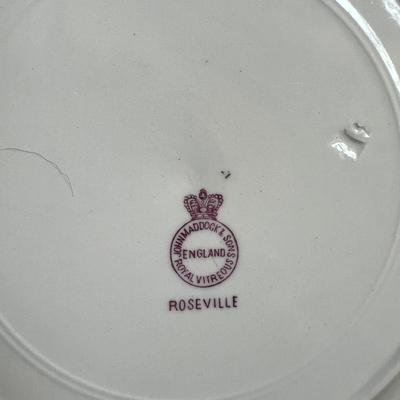 JOHN MADDOCK & SONS
ENGLAND
ROYAL VITREOUS
ROSEVILLE